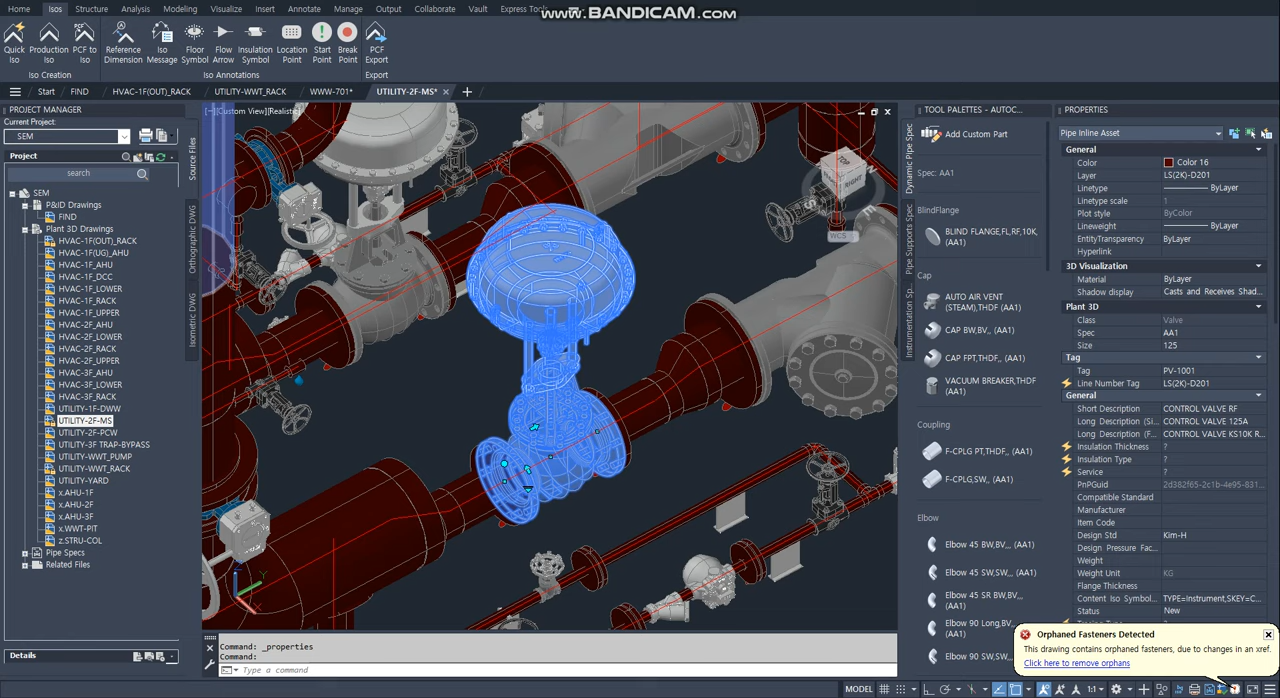 Home Isos Structure Analysis Modeling Visualize Insert Annotate Manage Output Collaborate Vault Express Tools
www.BANDICAM.com
Quick Iso
Production Iso
PCF to Iso
Reference Dimension
Iso Message
Floor Symbol
Flow Arrow
Insulation Symbol
Location Point
Start Point
Break Point
PCF Export
Iso Creation
Iso Annotations
Export
Start FIND HVAC-1F(OUT)_RACK UTILITY-WWT_RACK WWW-701* UTILITY-2F-MS*
PROJECT MANAGER
Current Project:
SEM
Project
search
SEM
P&ID Drawings
FIND
Plant 3D Drawings
HVAC-1F(OUT)_RACK
HVAC-1F(UG)_AHU
HVAC-1F_AHU
HVAC-1F_DCC
HVAC-1F_LOWER
HVAC-1F_RACK
HVAC-1F_UPPER
HVAC-2F_AHU
HVAC-2F_LOWER
HVAC-2F_RACK
HVAC-2F_UPPER
HVAC-3F_AHU
HVAC-3F_LOWER
HVAC-3F_RACK
UTILITY-1F-DWW
UTILITY-2F-MS
UTILITY-2F-PCW
UTILITY-3F TRAP-BYPASS
UTILITY-WWT_PUMP
UTILITY-WWT_RACK
UTILITY-YARD
x.AHU-1F
x.AHU-2F
x.AHU-3F
x.WWT-PIT
z.STRU-COL
Pipe Specs
Related Files
Details
Source Files
Orthographic DWG
Isometric DWG
[−][Custom View][Realistic]
TOP
RIGHT
S
WCS
Command: _properties
Command:
Type a command
TOOL PALETTES - AUTOC...
Dynamic Pipe Spec
Pipe Supports Spec
Instrumentation Sp...
Add Custom Part
Spec: AA1
BlindFlange
BLIND FLANGE,FL,RF,10K,
(AA1)
Cap
AUTO AIR VENT
(STEAM),THDF (AA1)
CAP BW,BV,, (AA1)
CAP FPT,THDF,, (AA1)
VACUUM BREAKER,THDF
(AA1)
Coupling
F-CPLG PT,THDF,, (AA1)
F-CPLG,SW,, (AA1)
Elbow
Elbow 45 BW,BV,,, (AA1)
Elbow 45 SW,SW,,, (AA1)
Elbow 45 SR BW,BV,,,
(AA1)
Elbow 90 Long,BV,,,
(AA1)
Elbow 90 SW,SW,,,
PROPERTIES
Pipe Inline Asset
General
Color Color 16
Layer LS(2K)-D201
Linetype ByLayer
Linetype scale 1
Plot style ByColor
Lineweight ByLayer
EntityTransparency ByLayer
Hyperlink
3D Visualization
Material ByLayer
Shadow display Casts and Receives Shad...
Plant 3D
Class Valve
Spec AA1
Size 125
Tag
Tag PV-1001
Line Number Tag LS(2K)-D201
General
Short Description CONTROL VALVE RF
Long Description (Si... CONTROL VALVE 125A
Long Description (F... CONTROL VALVE KS10K R...
Insulation Thickness ?
Insulation Type ?
Service ?
PnPGuid 2d382f65-2c1b-4e95-831...
Compatible Standard
Manufacturer
Item Code
Design Std Kim-H
Design Pressure Fac...
Weight
Weight Unit KG
Flange Thickness
Content Iso Symbol... TYPE=Instrument,SKEY=C...
Status New
Orphaned Fasteners Detected
This drawing contains orphaned fasteners, due to changes in an xref.
Click here to remove orphans
MODEL 1:1